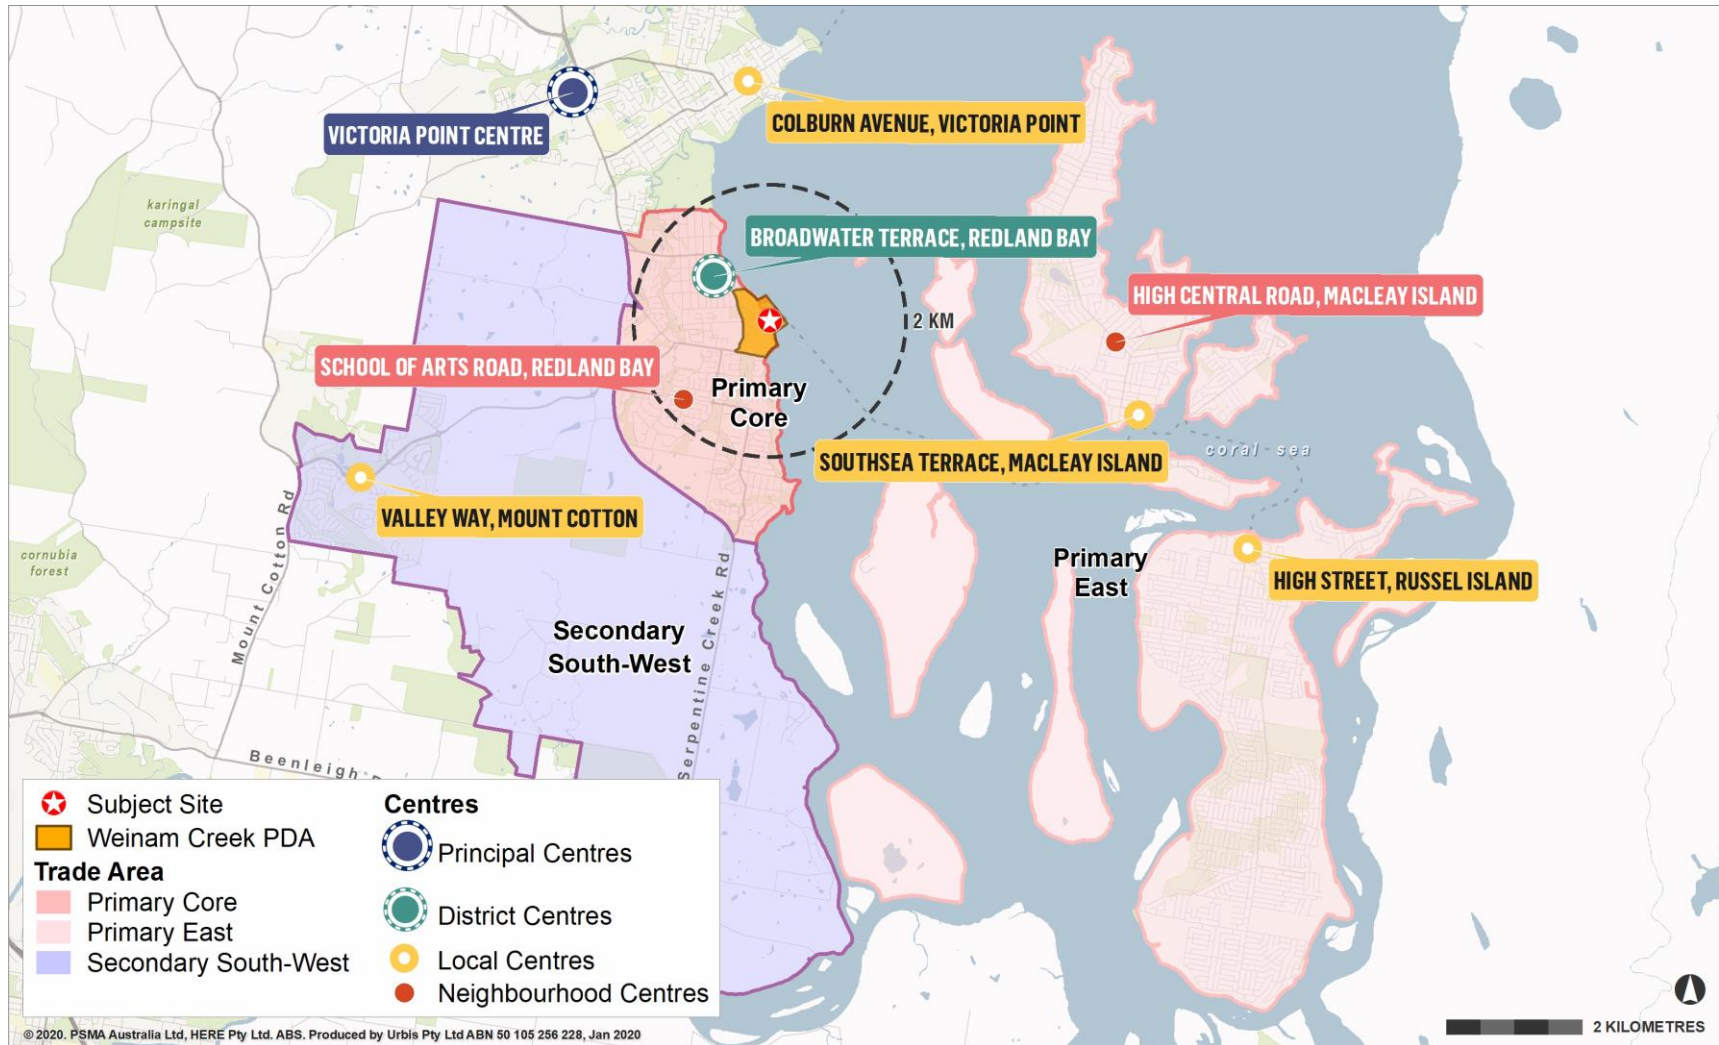 VICTORIA POINT CENTRE
COLBURN AVENUE, VICTORIA POINT
karingal
campsite
BROADWATER TERRACE, REDLAND BAY
HIGH CENTRAL ROAD, MACLEAY ISLAND
2 KM
SCHOOL OF ARTS ROAD, REDLAND BAY
Primary
Core
SOUTHSEA TERRACE, MACLEAY ISLAND
coral sea
VALLEY WAY, MOUNT COTTON
cornubia
forest
Mount Cotton Rd
Primary
East
HIGH STREET, RUSSEL ISLAND
Secondary
South-West
Serpentine Creek Rd
Beenleigh
Subject Site
Weinam Creek PDA
Trade Area
Primary Core
Primary East
Secondary South-West
Centres
Principal Centres
District Centres
Local Centres
Neighbourhood Centres
© 2020. PSMA Australia Ltd, HERE Pty Ltd. ABS. Produced by Urbis Pty Ltd ABN 50 105 256 228, Jan 2020
2 KILOMETRES